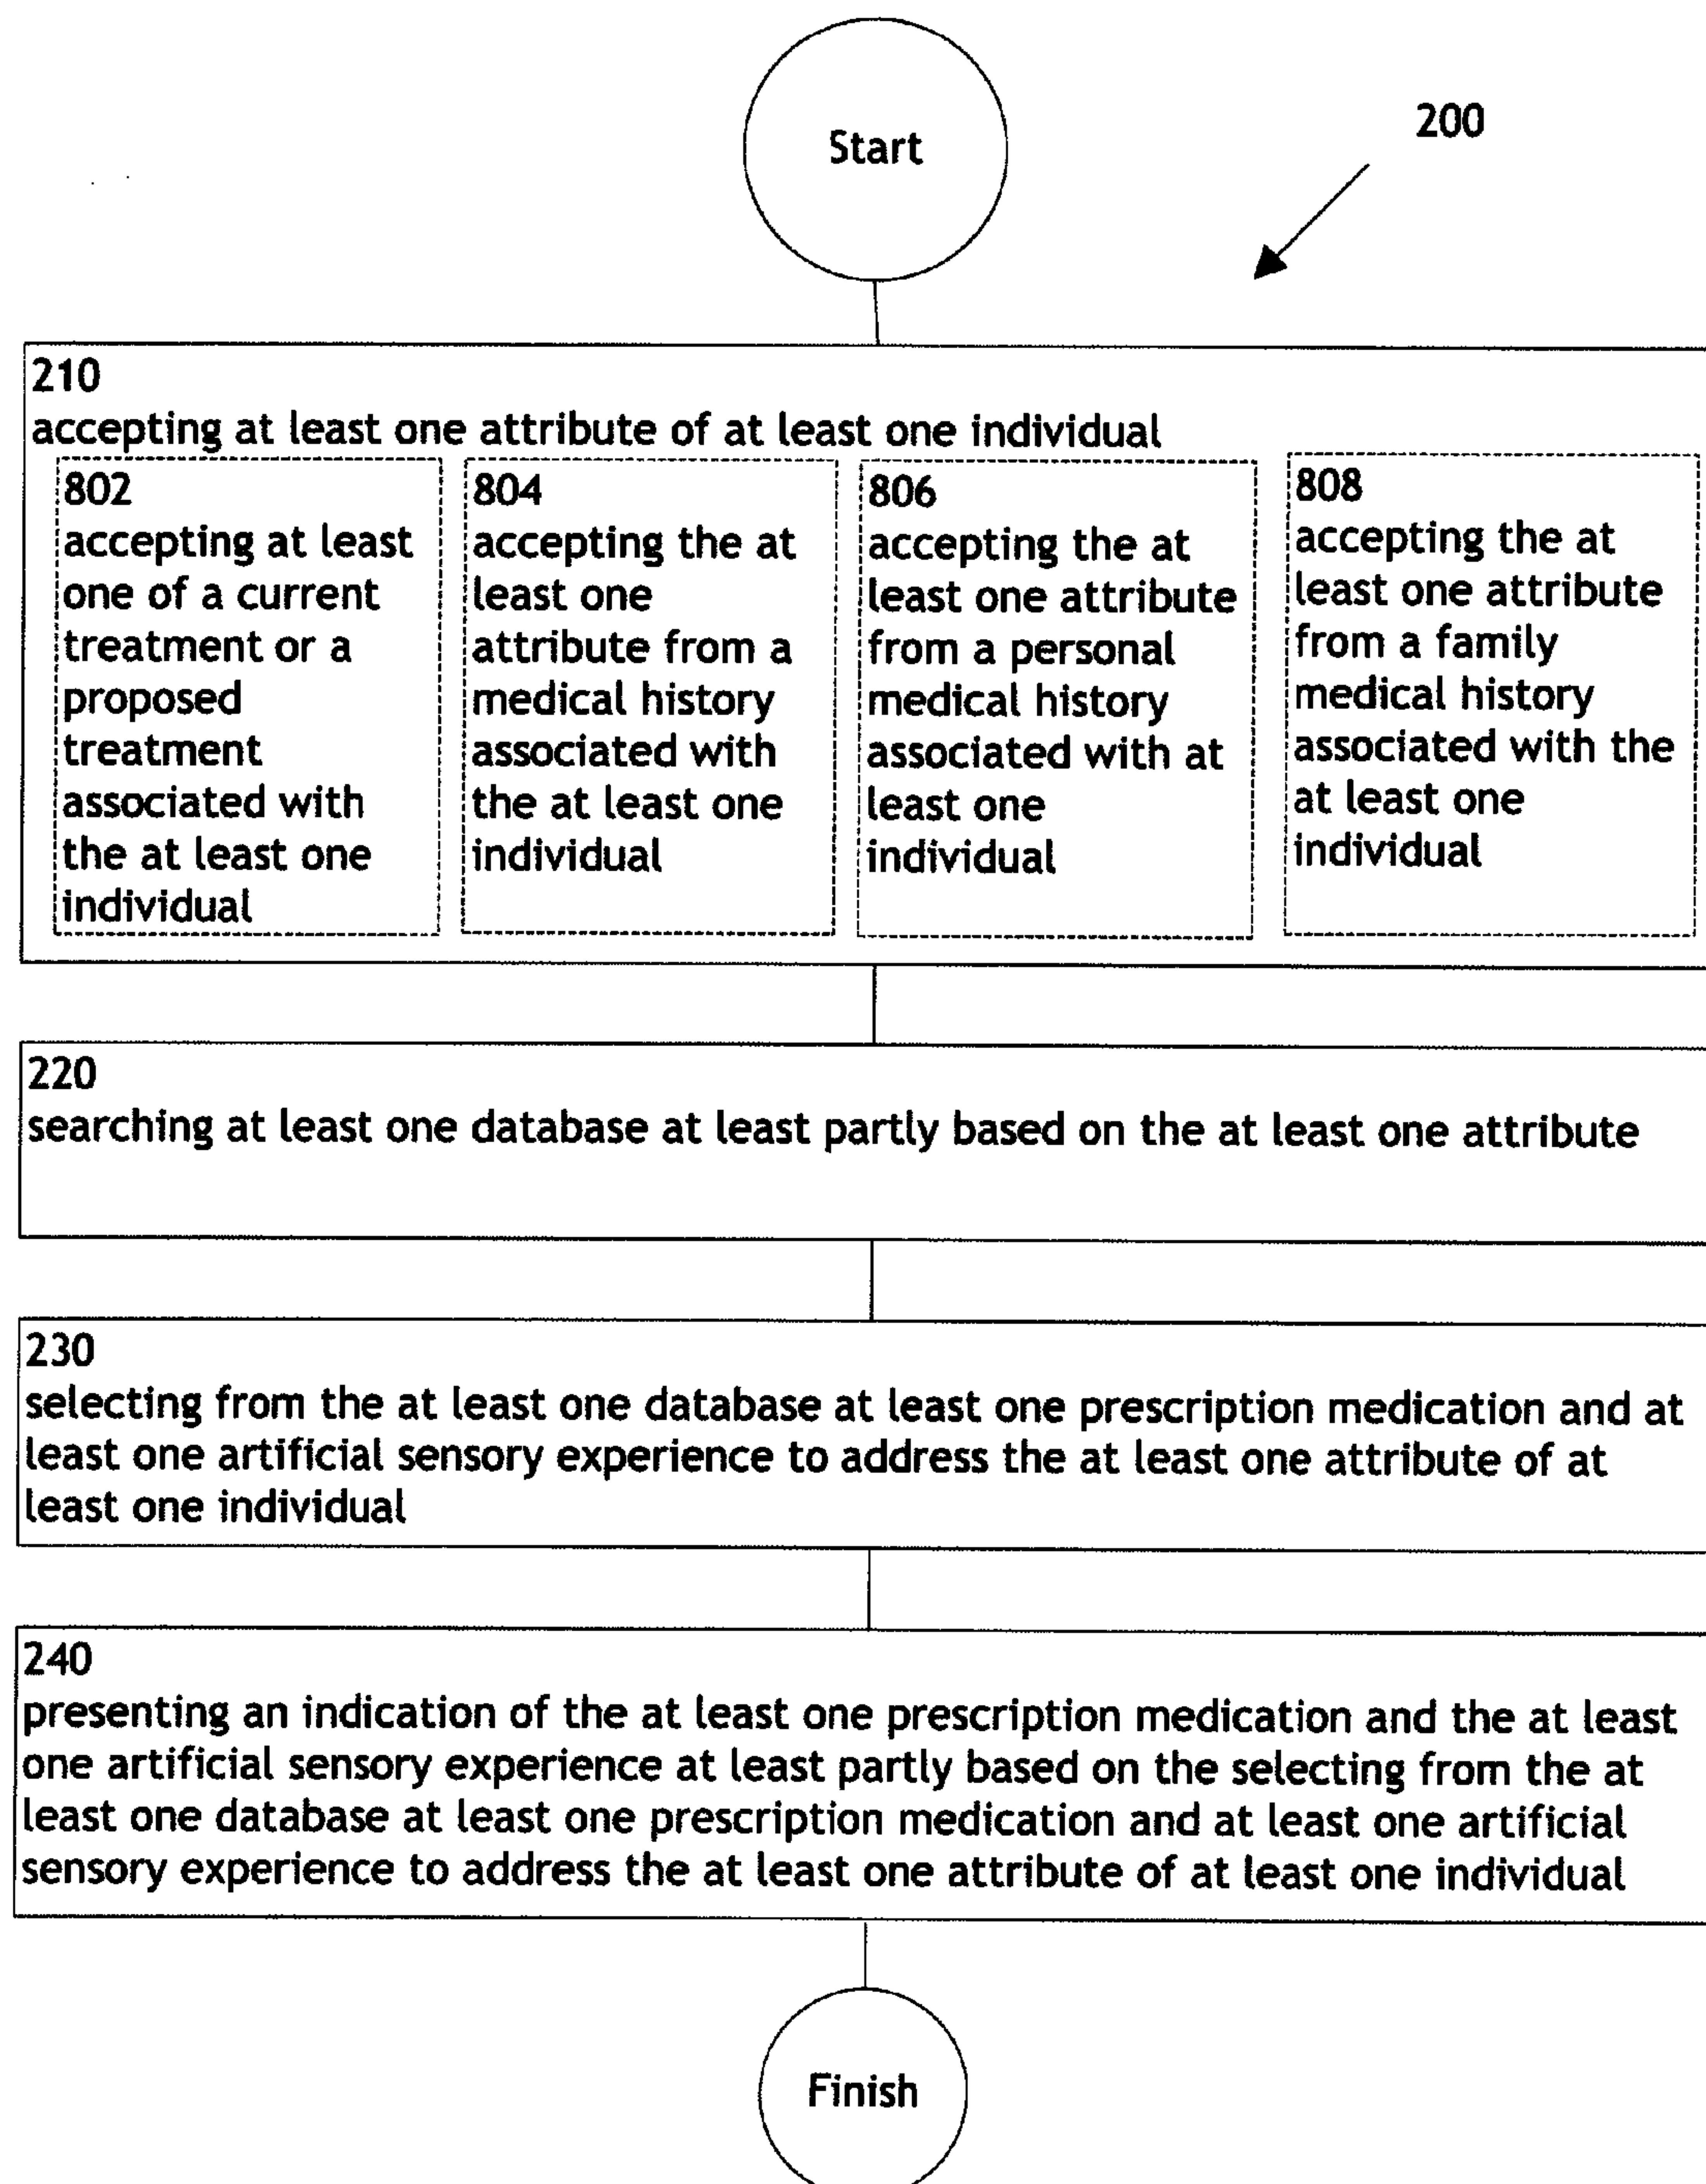 Start
200
210
accepting at least one attribute of at least one individual
802
accepting at least
one of a current
treatment or a
proposed
treatment
associated with
the at least one
individual
804
accepting the at
least one
attribute from a
medical history
associated with
the at least one
individual
806
accepting the at
least one attribute
from a personal
medical history
associated with at
least one
individual
808
accepting the at
least one attribute
from a family
medical history
associated with the
at least one
individual
220
searching at least one database at least partly based on the at least one attribute
230
selecting from the at least one database at least one prescription medication and at
least one artificial sensory experience to address the at least one attribute of at
least one individual
240
presenting an indication of the at least one prescription medication and the at least
one artificial sensory experience at least partly based on the selecting from the at
least one database at least one prescription medication and at least one artificial
sensory experience to address the at least one attribute of at least one individual
Finish